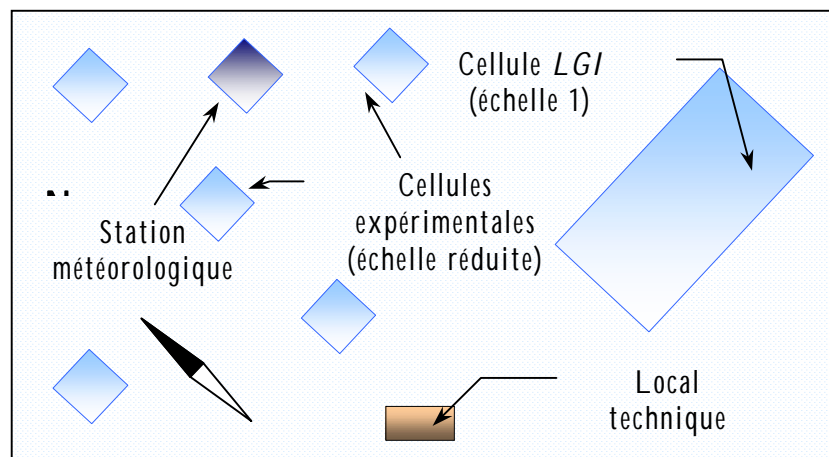 Cellule LGI
(échelle 1)
Cellules
expérimentales
(échelle réduite)
Station
météorologique
Local
technique